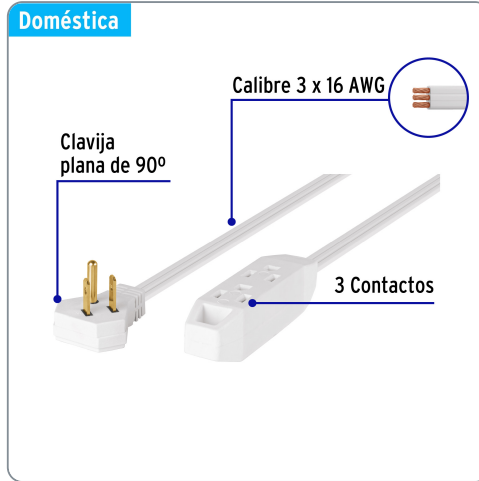 Doméstica
Calibre 3 x 16 AWG
Clavija
plana de 90º
3 Contactos